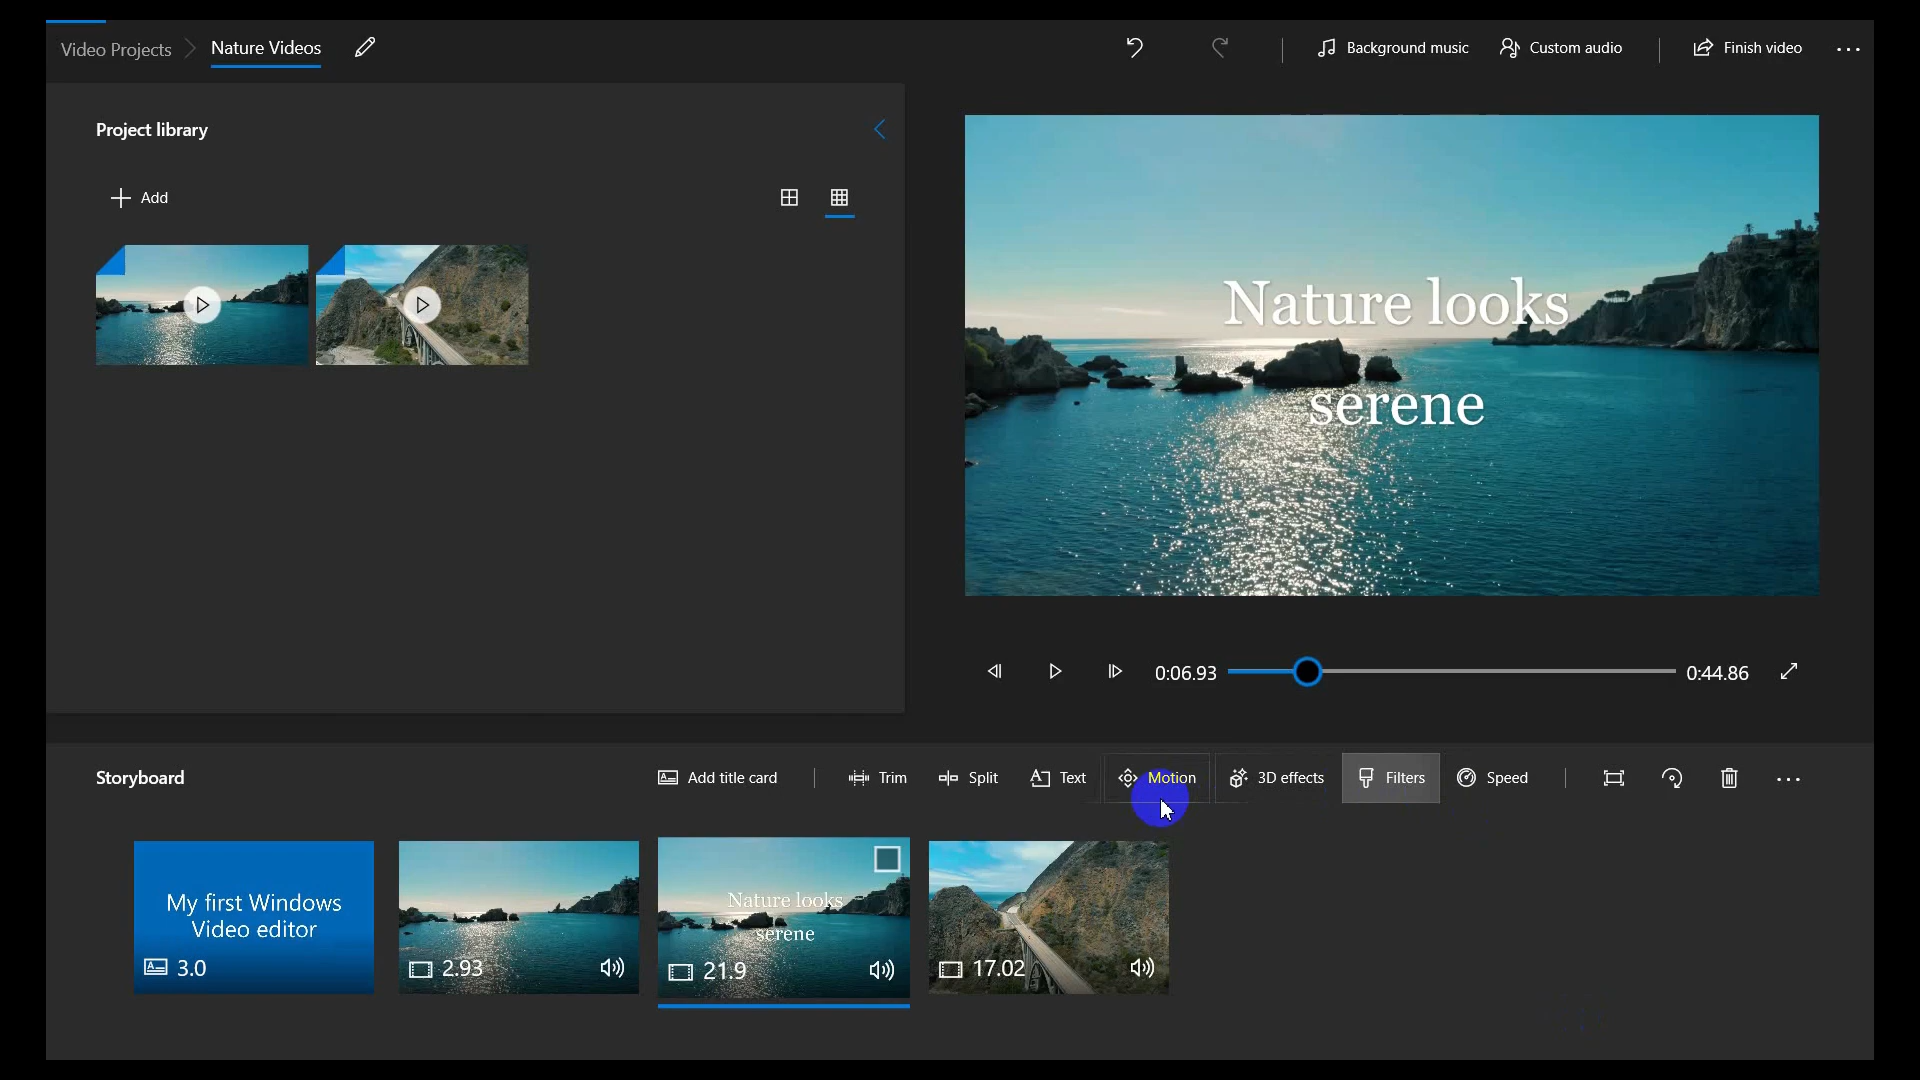 Video Projects
Nature Videos
Background music
Custom audio
Finish video
Project library
Add
Nature looks
serene
0:06.93
0:44.86
Storyboard
Add title card
Trim
Split
Text
Motion
3D effects
Filters
Speed
My first Windows
Video editor
3.0
2.93
Nature looks
serene
21.9
17.02